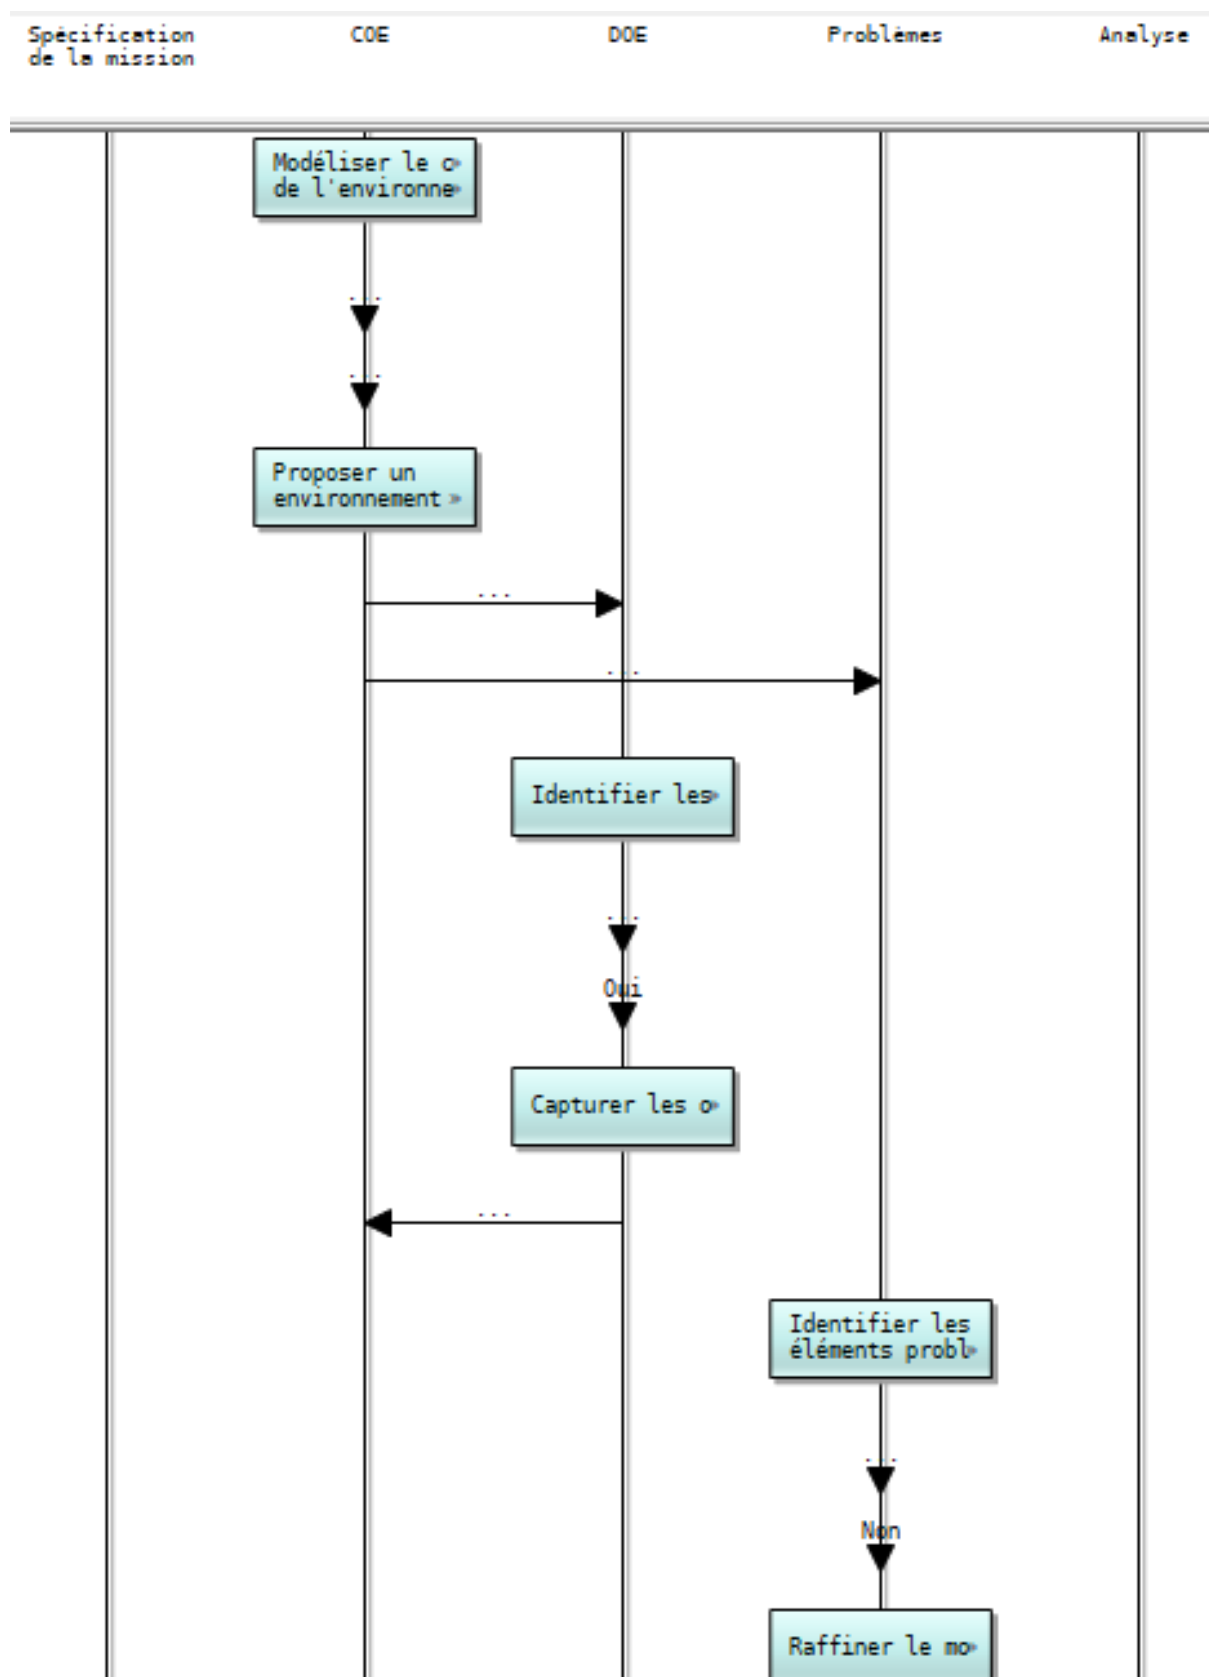 Spécification
de la mission
COE
DOE
Problèmes
Analyse
Modéliser le c
de l'environne
...
...
Proposer un
environnement
...
...
Identifier les
...
Oui
Capturer les o
...
Identifier les
éléments probl
...
Non
Raffiner le mo